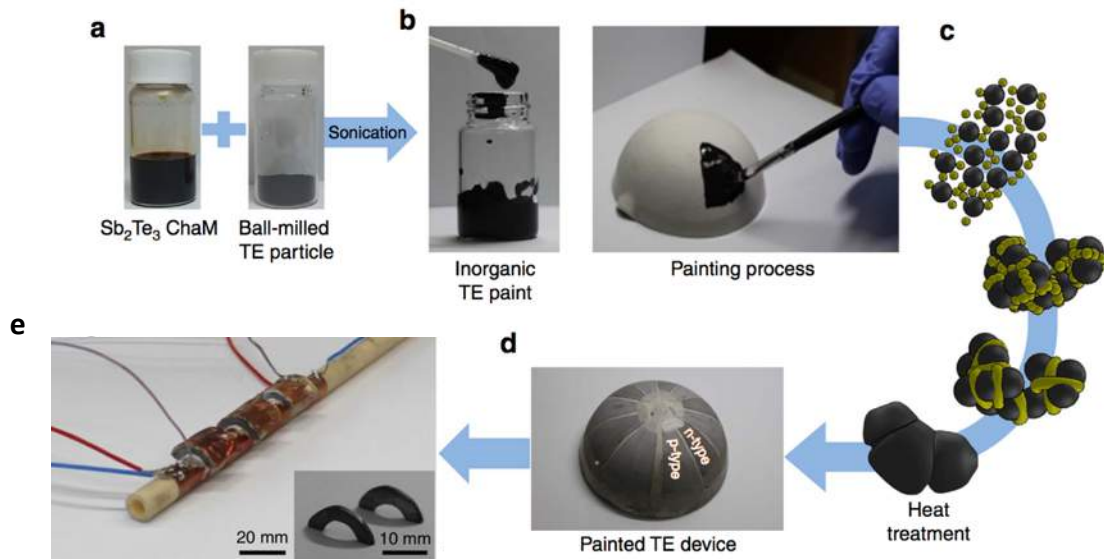 a
b
c
Sonication
Sb₂Te₃ ChaM
Ball-milled
TE particle
Inorganic
TE paint
Painting process
e
d
n-type
p-type
20 mm
10 mm
Painted TE device
Heat
treatment